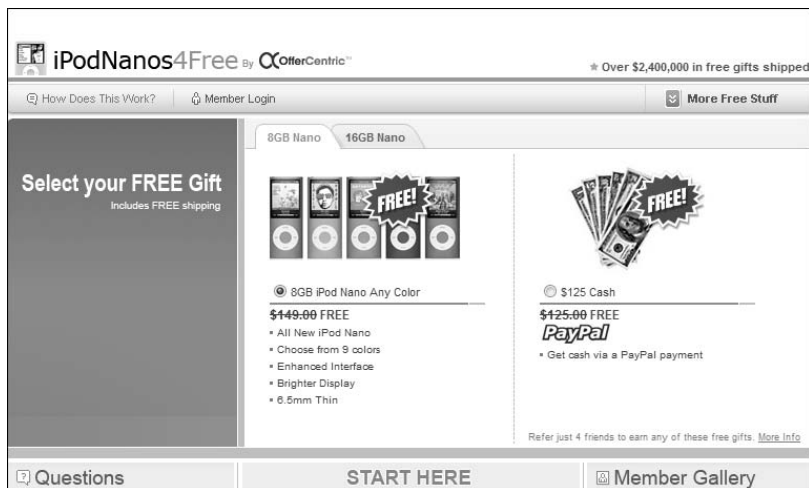 iPodNanos4Free By OfferCentric™
★ Over $2,400,000 in free gifts shipped
How Does This Work?
Member Login
More Free Stuff
8GB Nano
16GB Nano
Select your FREE Gift
Includes FREE shipping
FREE!
8GB iPod Nano Any Color
$149.00 FREE
▪ All New iPod Nano
▪ Choose from 9 colors
▪ Enhanced Interface
▪ Brighter Display
▪ 6.5mm Thin
FREE!
$125 Cash
$125.00 FREE
PayPal
▪ Get cash via a PayPal payment
Refer just 4 friends to earn any of these free gifts. More Info
Questions
START HERE
Member Gallery